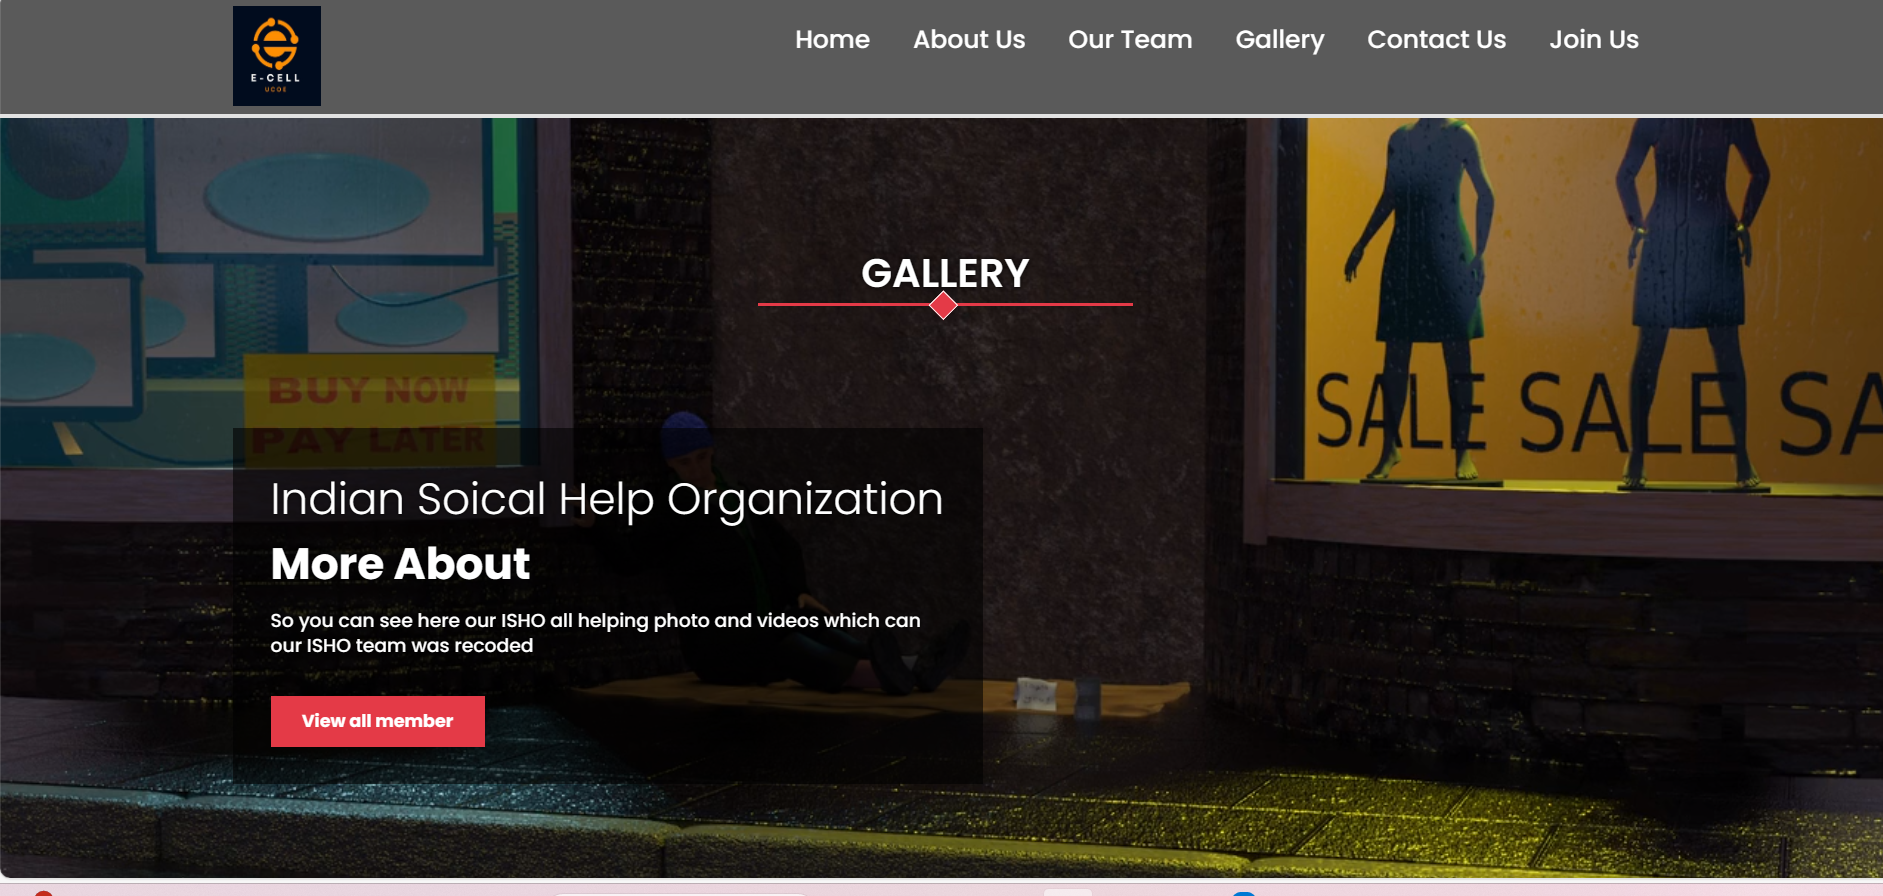 E-CELL
UCOE
Home About Us Our Team Gallery Contact Us Join Us
GALLERY
BUY NOW
PAY LATER
SALE SALE SA
Indian Soical Help Organization
More About
So you can see here our ISHO all helping photo and videos which can
our ISHO team was recoded
View all member